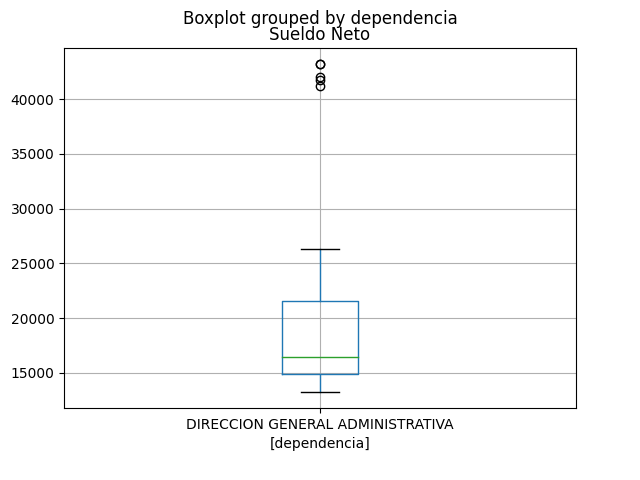 Boxplot grouped by dependencia
Sueldo Neto
40000
35000
30000
25000
20000
15000
DIRECCION GENERAL ADMINISTRATIVA
[dependencia]